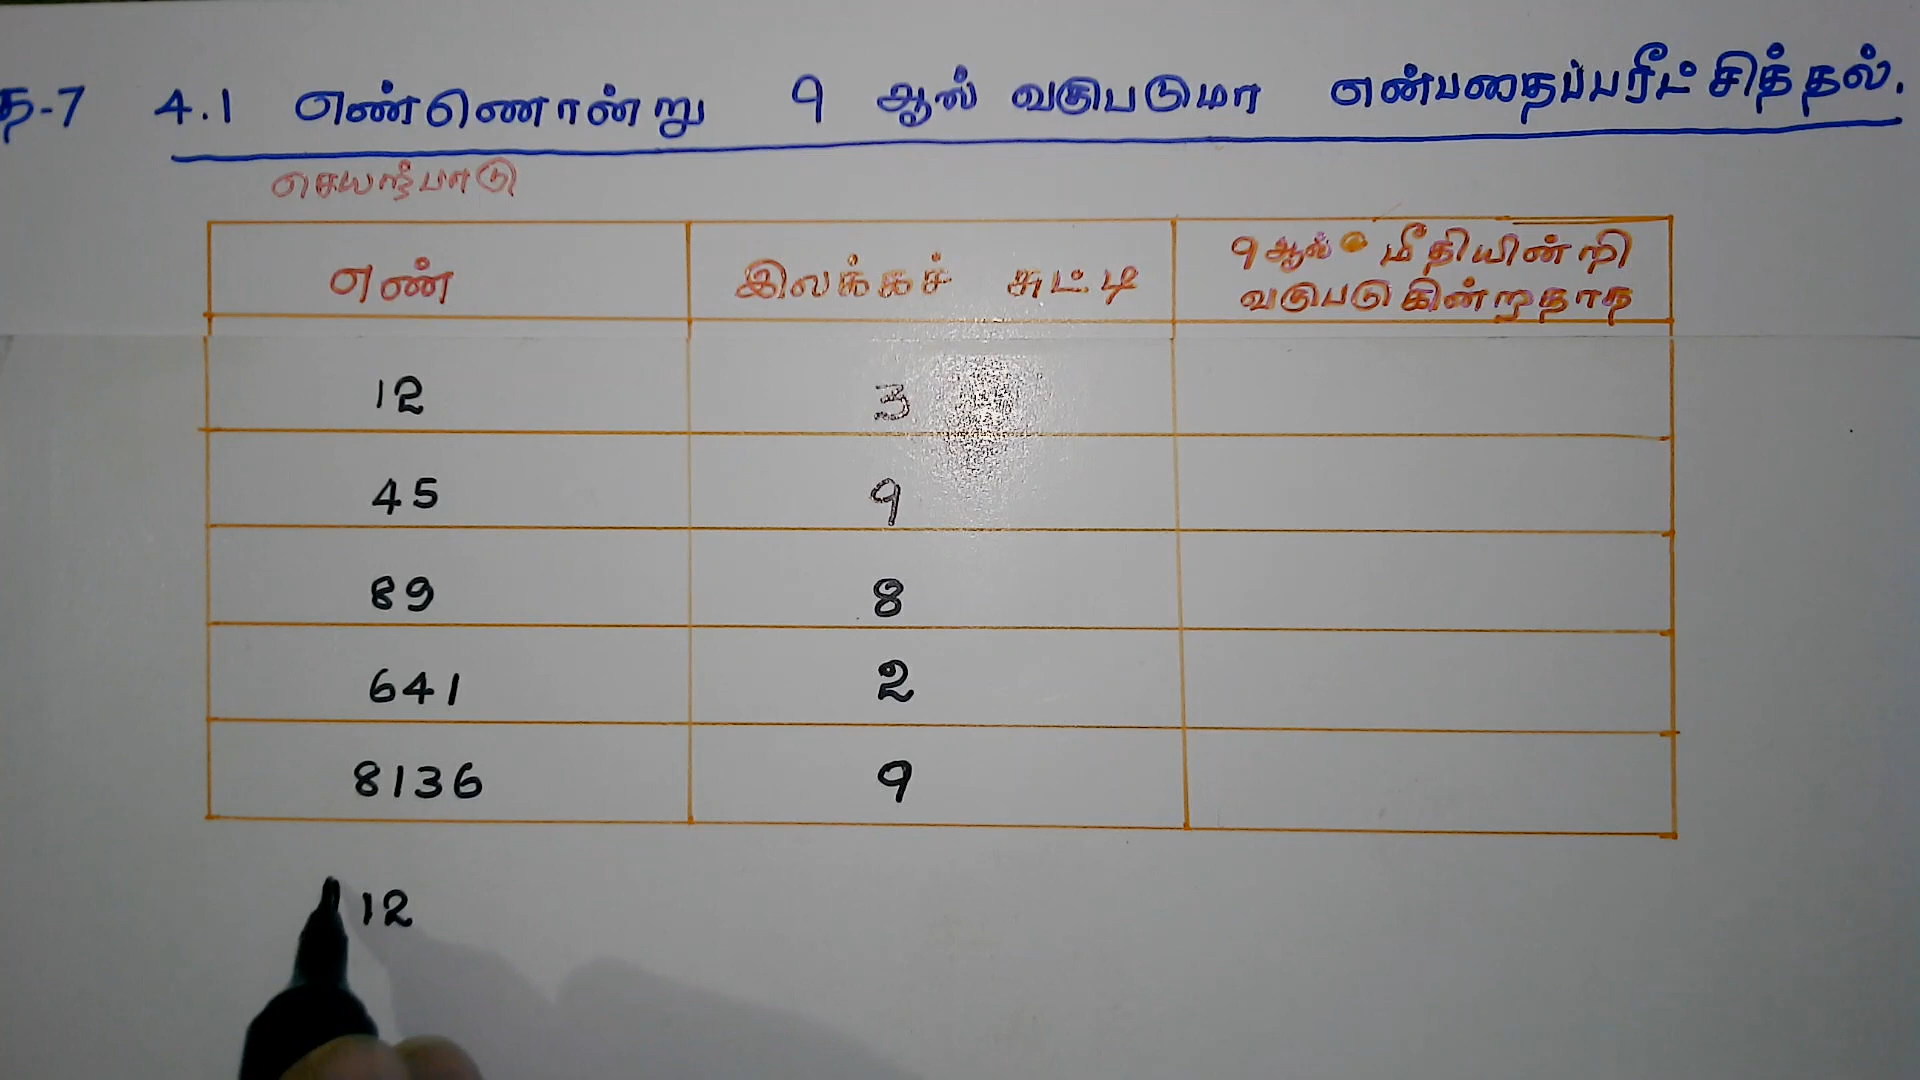 த-7 4.1 எண்ணொன்று 9 ஆல் வகுபடுமா என்பதைப்பரீட்சித்தல்.
செயற்பாடு
எண் இலக்கச் சுட்டி 9 ஆல் மீதியின்றி
வகுபடுகின்றதாத
12 3
45 9
89 8
641 2
8136 9
12